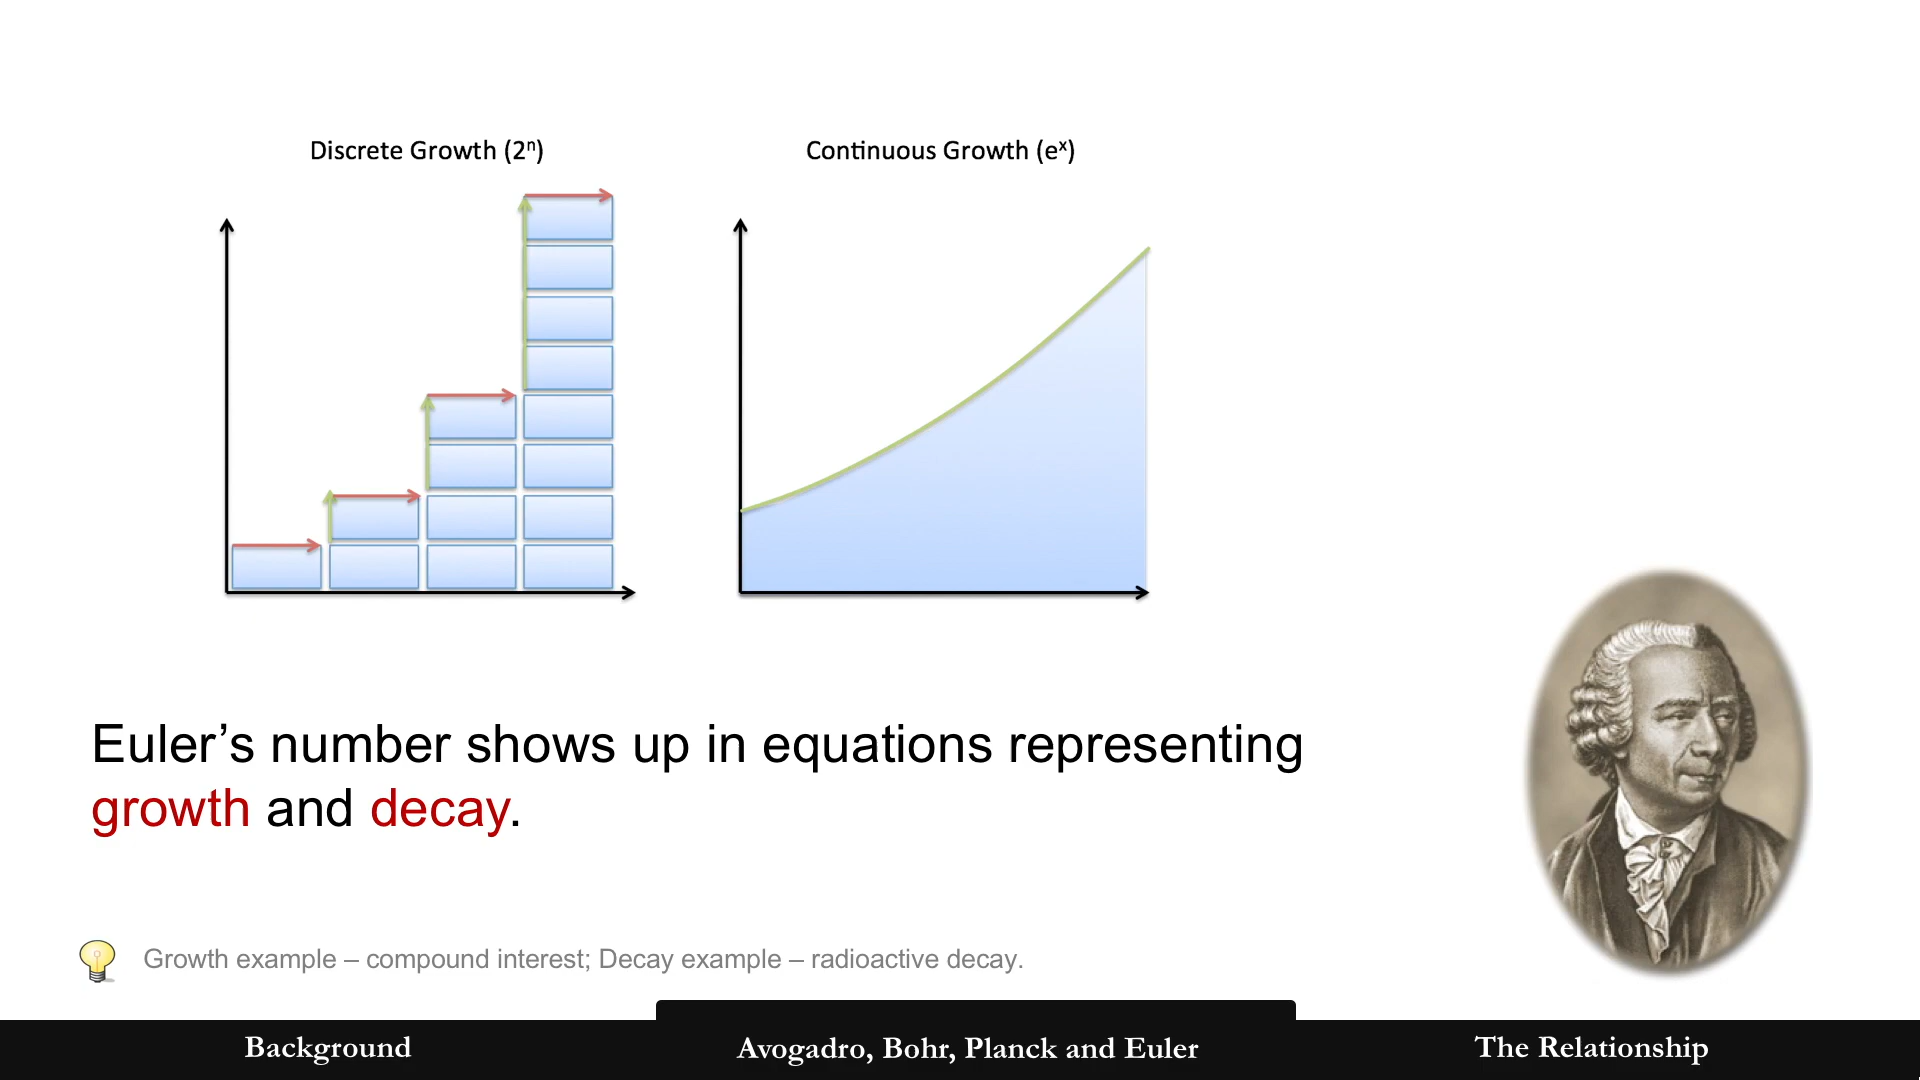 Discrete Growth (2ⁿ)
Continuous Growth (eˣ)
Euler’s number shows up in equations representing
growth and decay.
Growth example – compound interest; Decay example – radioactive decay.
Background
Avogadro, Bohr, Planck and Euler
The Relationship